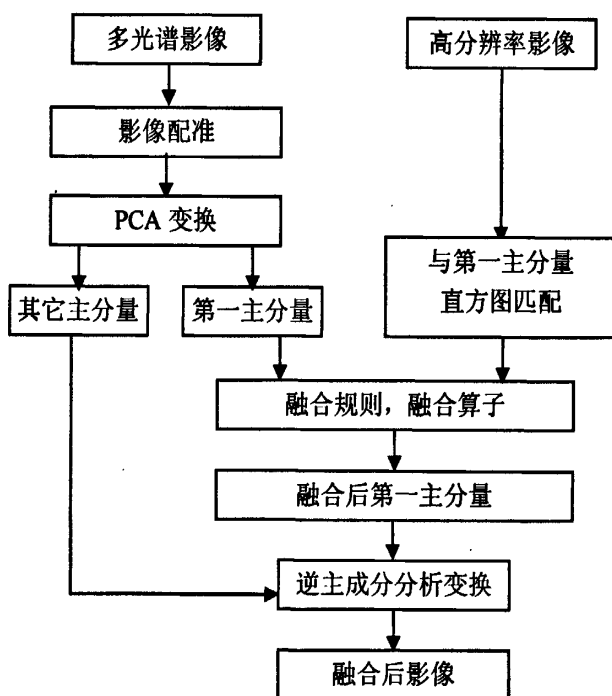 多光谱影像
高分辨率影像
影像配准
PCA 变换
其它主分量
第一主分量
与第一主分量
直方图匹配
融合规则，融合算子
融合后第一主分量
逆主成分分析变换
融合后影像